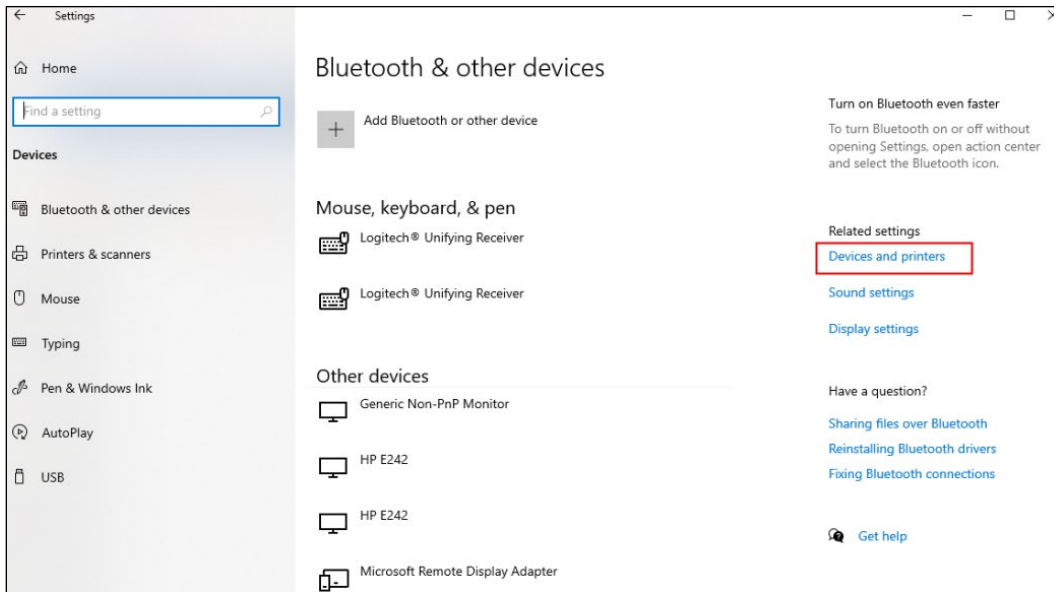 Settings
Home
Find a setting
Devices
Bluetooth & other devices
Printers & scanners
Mouse
Typing
Pen & Windows Ink
AutoPlay
USB
Bluetooth & other devices
Add Bluetooth or other device
Mouse, keyboard, & pen
Logitech® Unifying Receiver
Logitech® Unifying Receiver
Other devices
Generic Non-PnP Monitor
HP E242
HP E242
Microsoft Remote Display Adapter
Turn on Bluetooth even faster
To turn Bluetooth on or off without
opening Settings, open action center
and select the Bluetooth icon.
Related settings
Devices and printers
Sound settings
Display settings
Have a question?
Sharing files over Bluetooth
Reinstalling Bluetooth drivers
Fixing Bluetooth connections
Get help